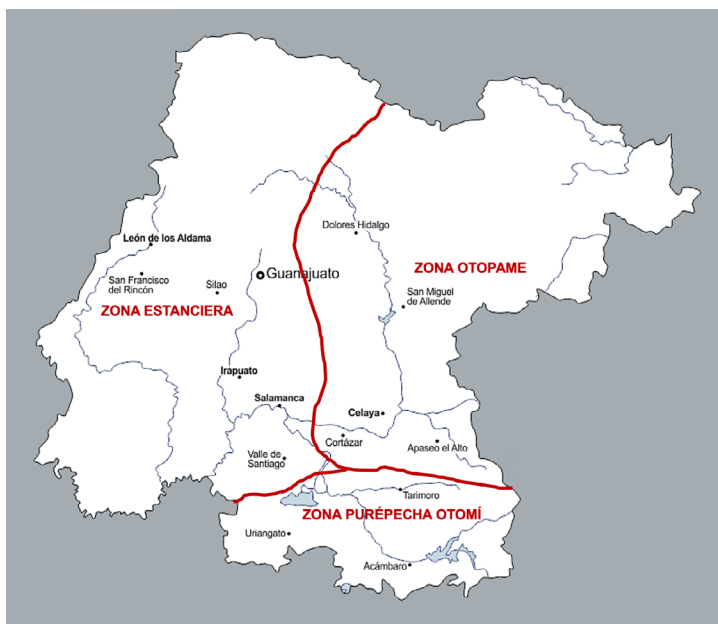 Dolores Hidalgo
León de los Aldama
ZONA OTOPAME
Guanajuato
San Francisco
del Rincón
Silao
San Miguel
de Allende
ZONA ESTANCIERA
Irapuato
Salamanca
Celaya
Cortázar
Apaseo el Alto
Valle de
Santiago
Tarimoro
ZONA PURÉPECHA OTOMÍ
Uriangato
Acámbaro